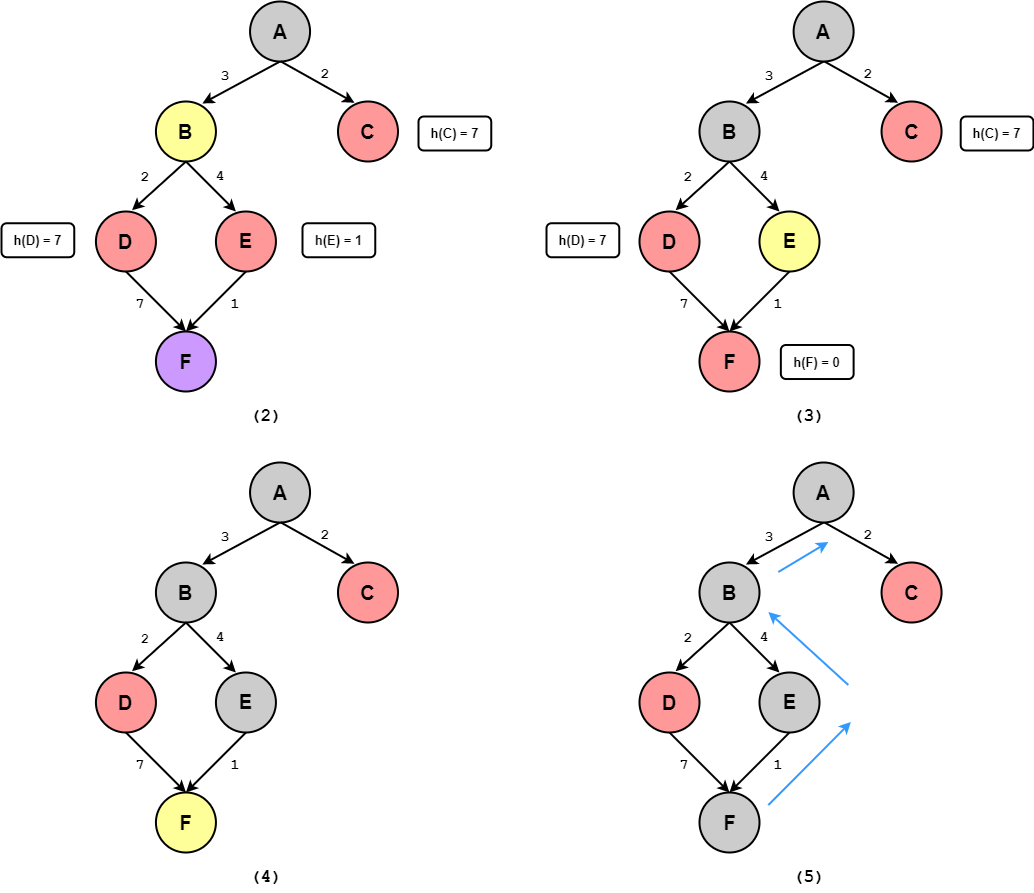 A
3
2
B
C
h(C) = 7
2
4
h(D) = 7
D
E
h(E) = 1
7
1
F
(2)
A
3
2
B
C
h(C) = 7
2
4
h(D) = 7
D
E
7
1
F
h(F) = 0
(3)
A
3
2
B
C
2
4
D
E
7
1
F
(4)
A
3
2
B
C
2
4
D
E
7
1
F
(5)